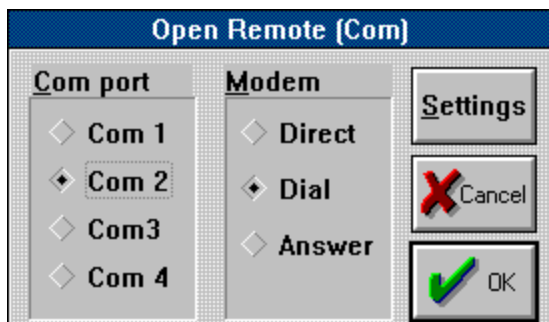 Open Remote (Com)
Com port
Com 1
Com 2
Com3
Com 4
Modem
Direct
Dial
Answer
Settings
Cancel
OK